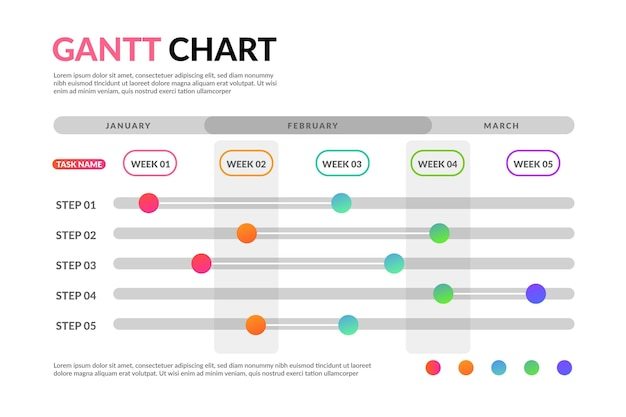 GANTT CHART
Lorem ipsum dolor sit amet, consectetuer adipiscing elit,
sed diam nonummy nibh euismod tincidunt ut laoreet
dolore magna aliquam erat volutpat. Ut wisi enim ad
minim veniam, quis nostrud exerci tation ullamcorper
JANUARY FEBRUARY MARCH
TASK NAME WEEK 01 WEEK 02 WEEK 03 WEEK 04 WEEK 05
STEP 01
STEP 02
STEP 03
STEP 04
STEP 05
Lorem ipsum dolor sit amet, consectetuer adipiscing elit, sed diam nonummy nibh
euismod tincidunt ut laoreet dolore magna aliquam erat volutpat. Ut wisi enim ad
minim veniam, quis nostrud exerci tation ullamcorper